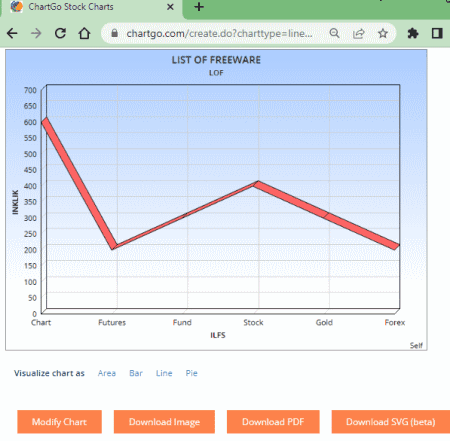 ChartGo Stock Charts
chartgo.com/create.do?charttype=line...
LIST OF FREEWARE
LOF
700
650
600
550
500
450
400
350
300
250
200
150
100
50
0
INKLIK
Chart Futures Fund Stock Gold Forex
ILFS
Self
Visualize chart as Area Bar Line Pie
Modify Chart Download Image Download PDF Download SVG (beta)